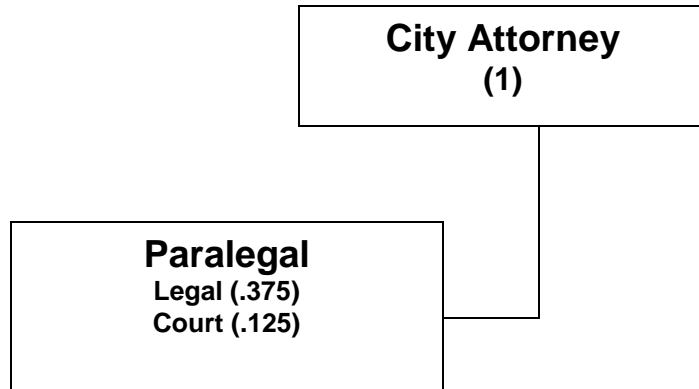 City Attorney
(1)
Paralegal
Legal (.375)
Court (.125)